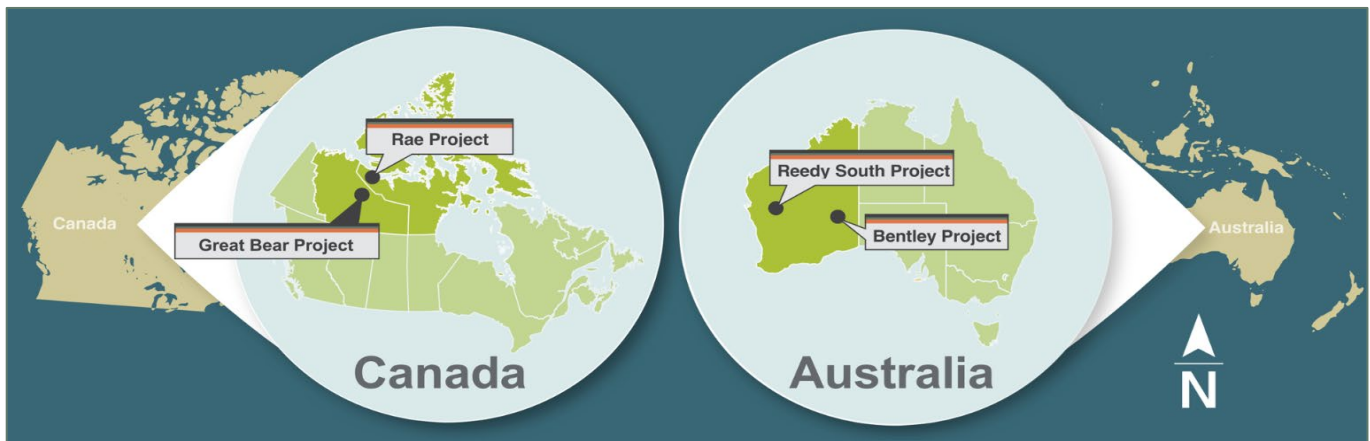 Canada
Rae Project
Great Bear Project
Canada
Reedy South Project
Bentley Project
Australia
Australia
N